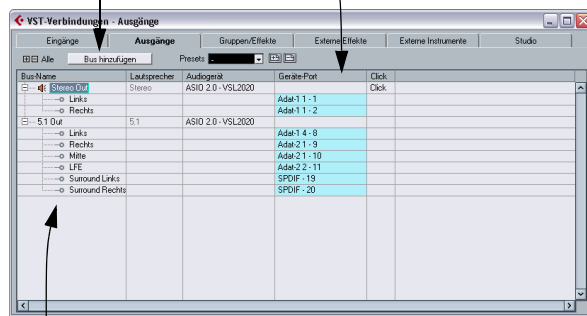 VST-Verbindungen - Ausgänge
Eingänge Ausgänge Gruppen/Effekte Externe Effekte Externe Instrumente Studio
Alle Bus hinzufügen Presets -
Bus-Name Lautsprecher Audiogerät Geräte-Port Click
Stereo Out Stereo ASIO 2.0 - VSL2020 Click
Links Adat-1 1 - 1
Rechts Adat-1 1 - 2
5.1 Out 5.1 ASIO 2.0 - VSL2020
Links Adat-1 4 - 8
Rechts Adat-2 1 - 9
Mitte Adat-2 1 - 10
LFE Adat-2 2 - 11
Surround Links SPDIF - 19
Surround Rechts SPDIF - 20